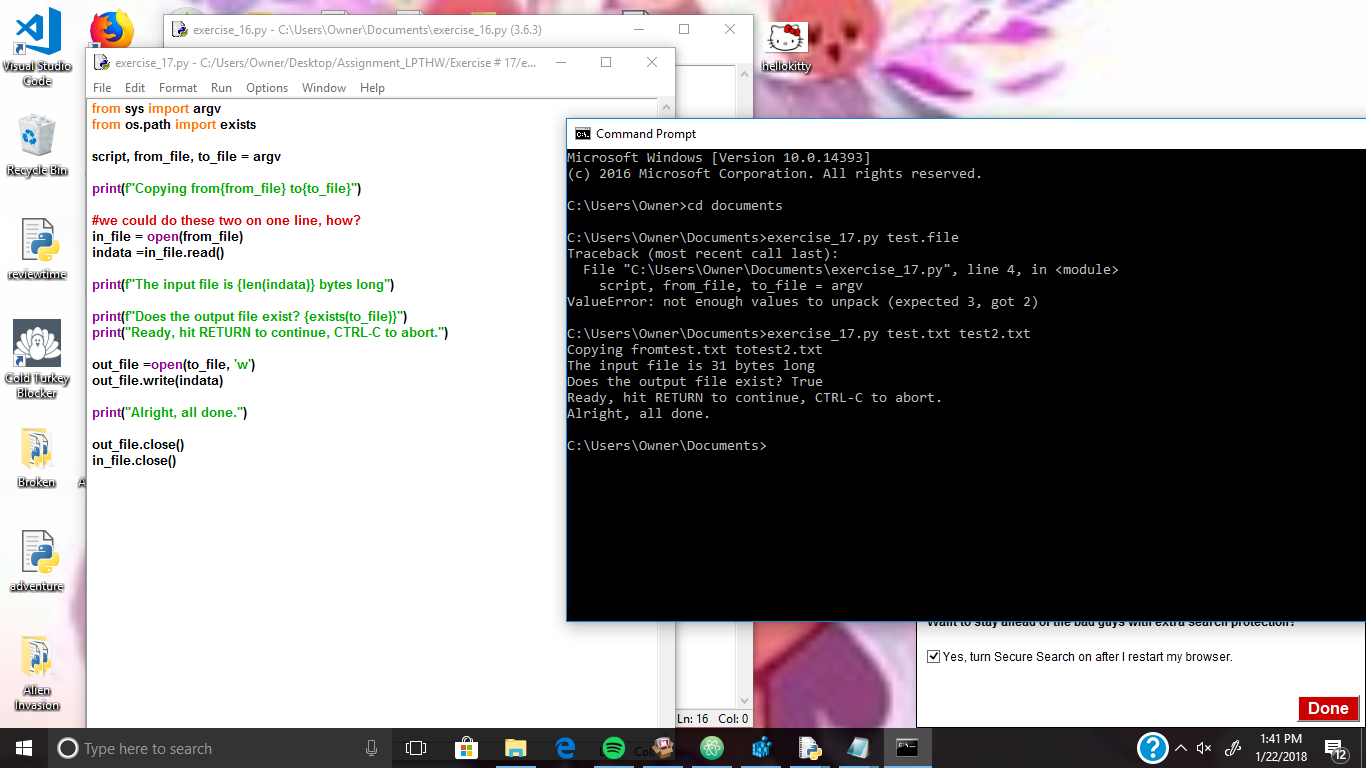 Visual Studio
Code
Recycle Bin
reviewtime
Cold Turkey
Blocker
Broken
adventure
Alien
Invasion
hellokitty
exercise_16.py - C:\Users\Owner\Documents\exercise_16.py (3.6.3)
exercise_17.py - C:/Users/Owner/Desktop/Assignment_LPTHW/Exercise # 17/e...
File Edit Format Run Options Window Help
from sys import argv
from os.path import exists
script, from_file, to_file = argv
print(f"Copying from{from_file} to{to_file}")
#we could do these two on one line, how?
in_file = open(from_file)
indata =in_file.read()
print(f"The input file is {len(indata)} bytes long")
print(f"Does the output file exist? {exists(to_file)}")
print("Ready, hit RETURN to continue, CTRL-C to abort.")
out_file =open(to_file, 'w')
out_file.write(indata)
print("Alright, all done.")
out_file.close()
in_file.close()
Ln: 16 Col: 0
Command Prompt
Microsoft Windows [Version 10.0.14393]
(c) 2016 Microsoft Corporation. All rights reserved.
C:\Users\Owner>cd documents
C:\Users\Owner\Documents>exercise_17.py test.file
Traceback (most recent call last):
File "C:\Users\Owner\Documents\exercise_17.py", line 4, in <module>
script, from_file, to_file = argv
ValueError: not enough values to unpack (expected 3, got 2)
C:\Users\Owner\Documents>exercise_17.py test.txt test2.txt
Copying fromtest.txt totest2.txt
The input file is 31 bytes long
Does the output file exist? True
Ready, hit RETURN to continue, CTRL-C to abort.
Alright, all done.
C:\Users\Owner\Documents>
Want to stay ahead of the bad guys with extra search protection?
Yes, turn Secure Search on after I restart my browser.
Done
Type here to search
1:41 PM
1/22/2018
12